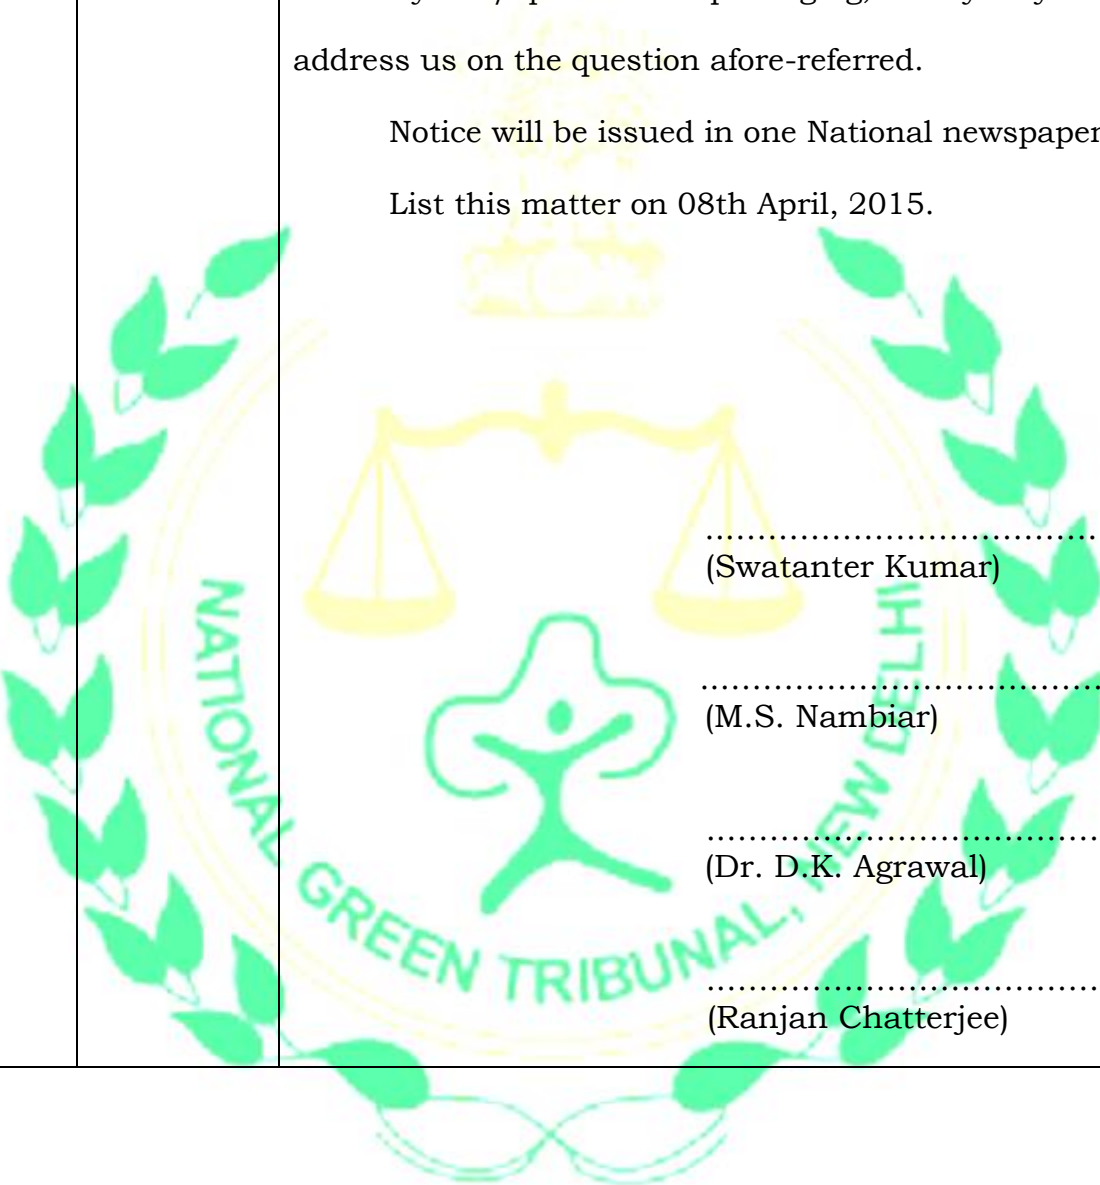 address us on the question afore-referred.
Notice will be issued in one National newspaper
List this matter on 08th April, 2015.
……………………………………
(Swatanter Kumar)
……………………………………
(M.S. Nambiar)
……………………………………
(Dr. D.K. Agrawal)
……………………………………
(Ranjan Chatterjee)
NATIONAL GREEN TRIBUNAL, NEW DELHI